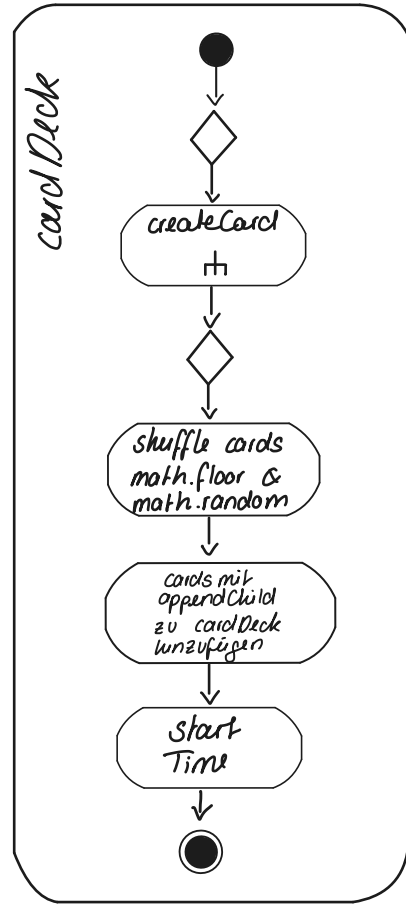 cardDeck
createCard
shuffle cards
math.floor &
math.random
cards mit
appendChild
zu cardDeck
hinzufügen
start
Time